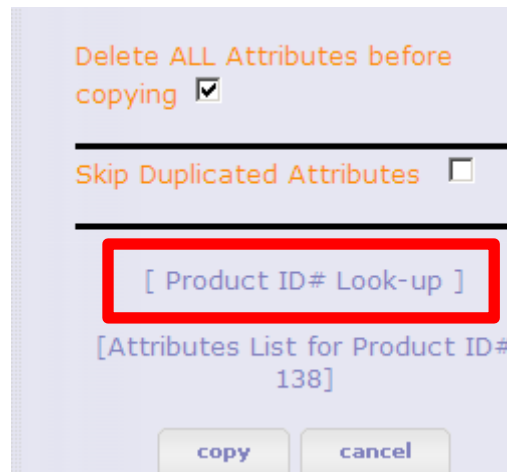 Delete ALL Attributes before
copying
Skip Duplicated Attributes
[ Product ID# Look-up ]
[Attributes List for Product ID#
138]
copy cancel